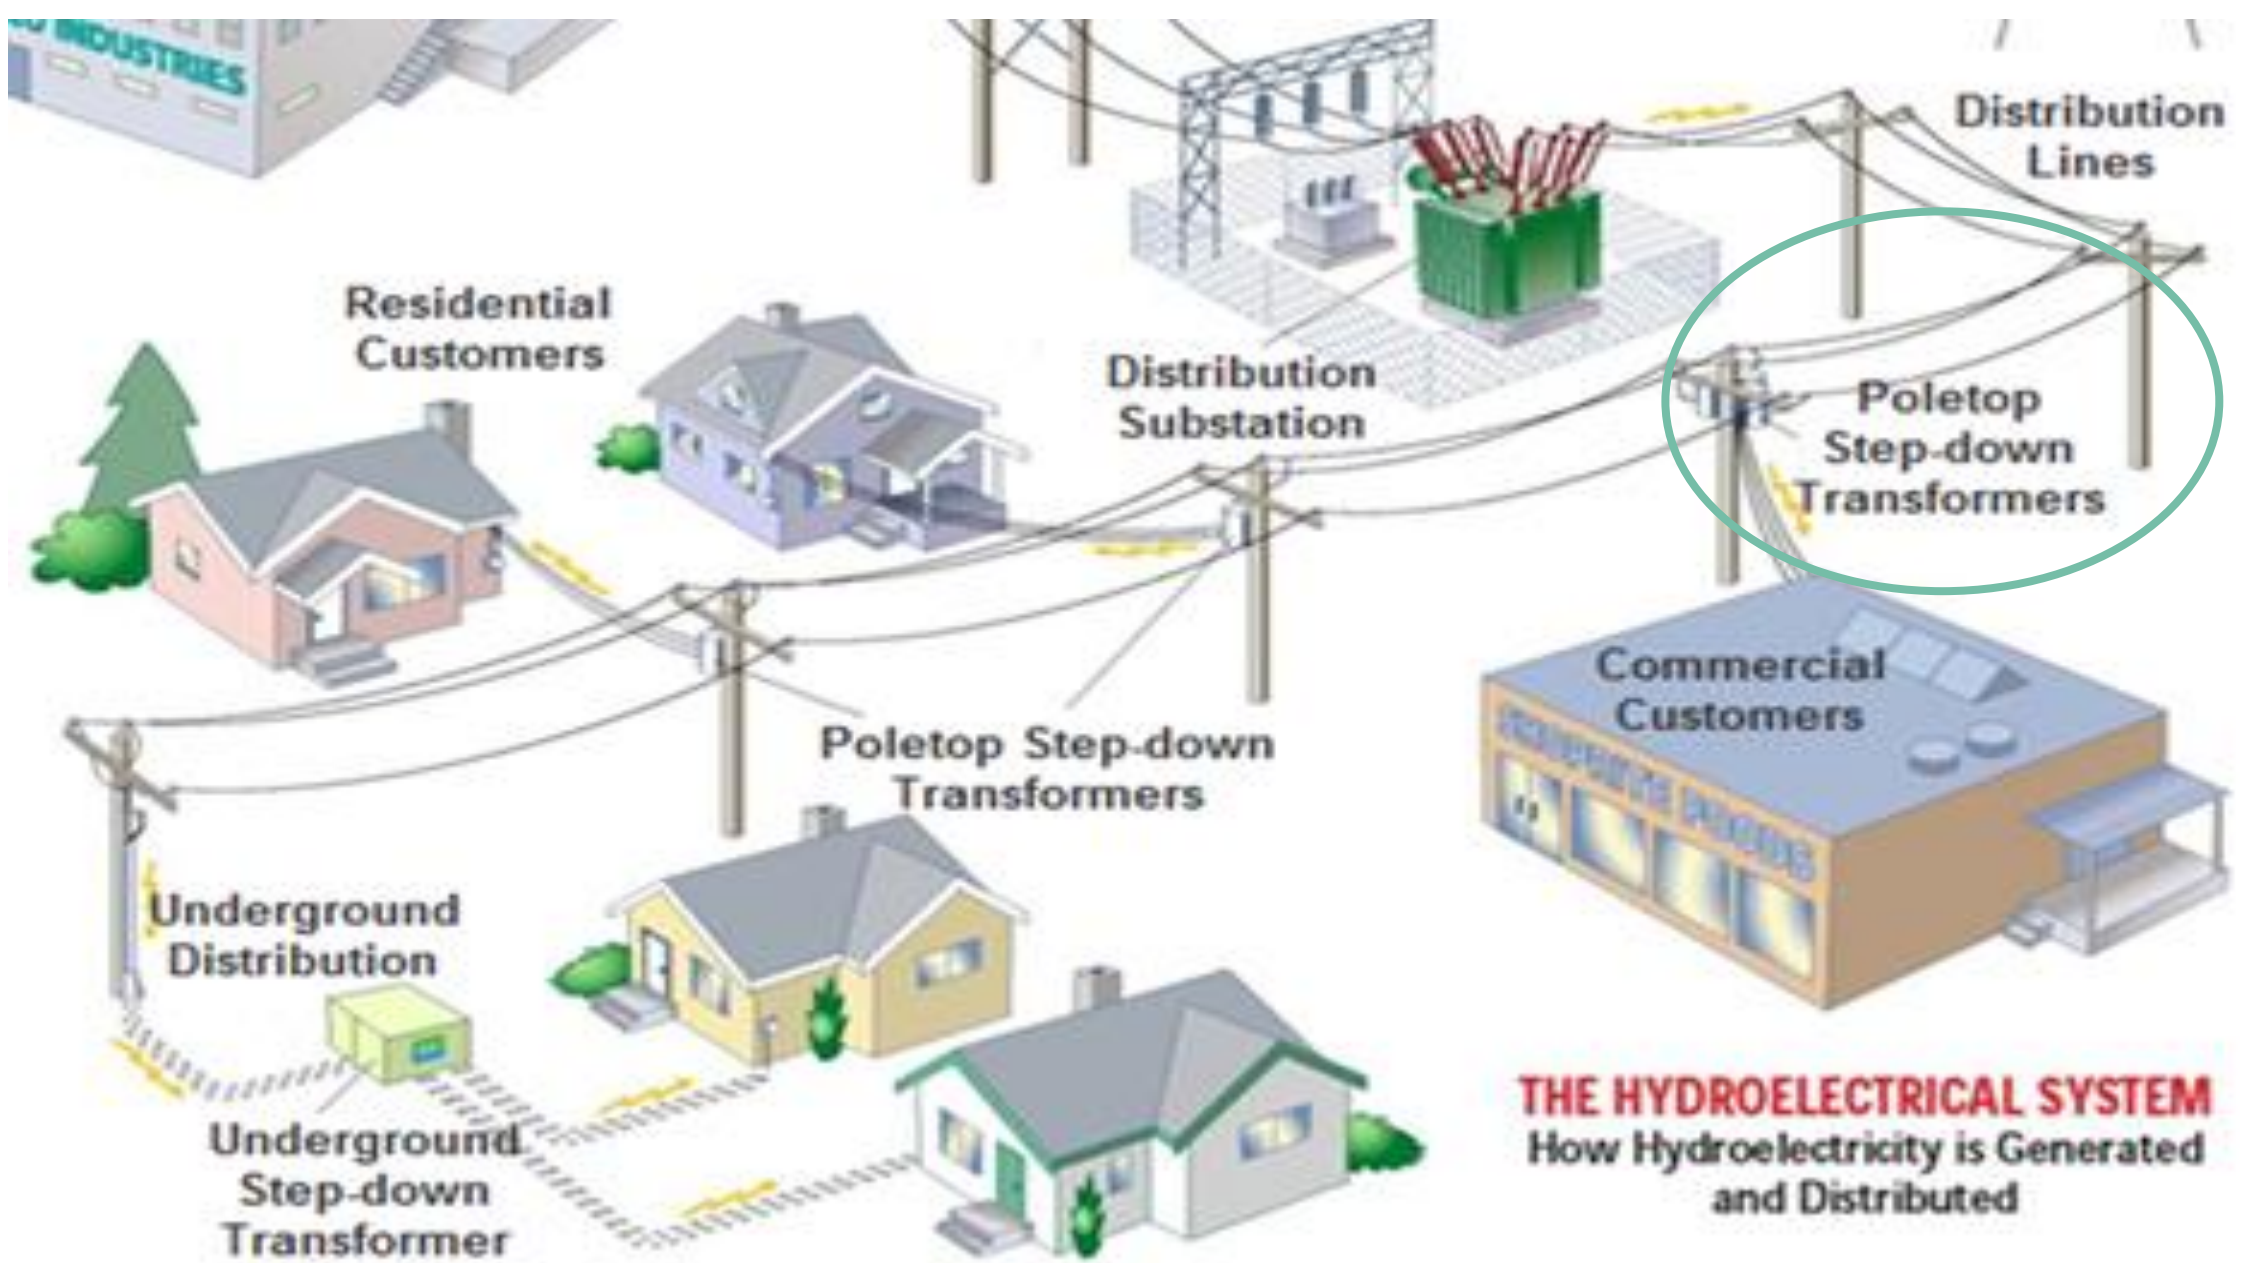 INDUSTRIES
Distribution
Lines
Residential
Customers
Distribution
Substation
Poletop
Step-down
Transformers
Commercial
Customers
Poletop Step-down
Transformers
Underground
Distribution
Underground
Step-down
Transformer
THE HYDROELECTRICAL SYSTEM
How Hydroelectricity is Generated
and Distributed